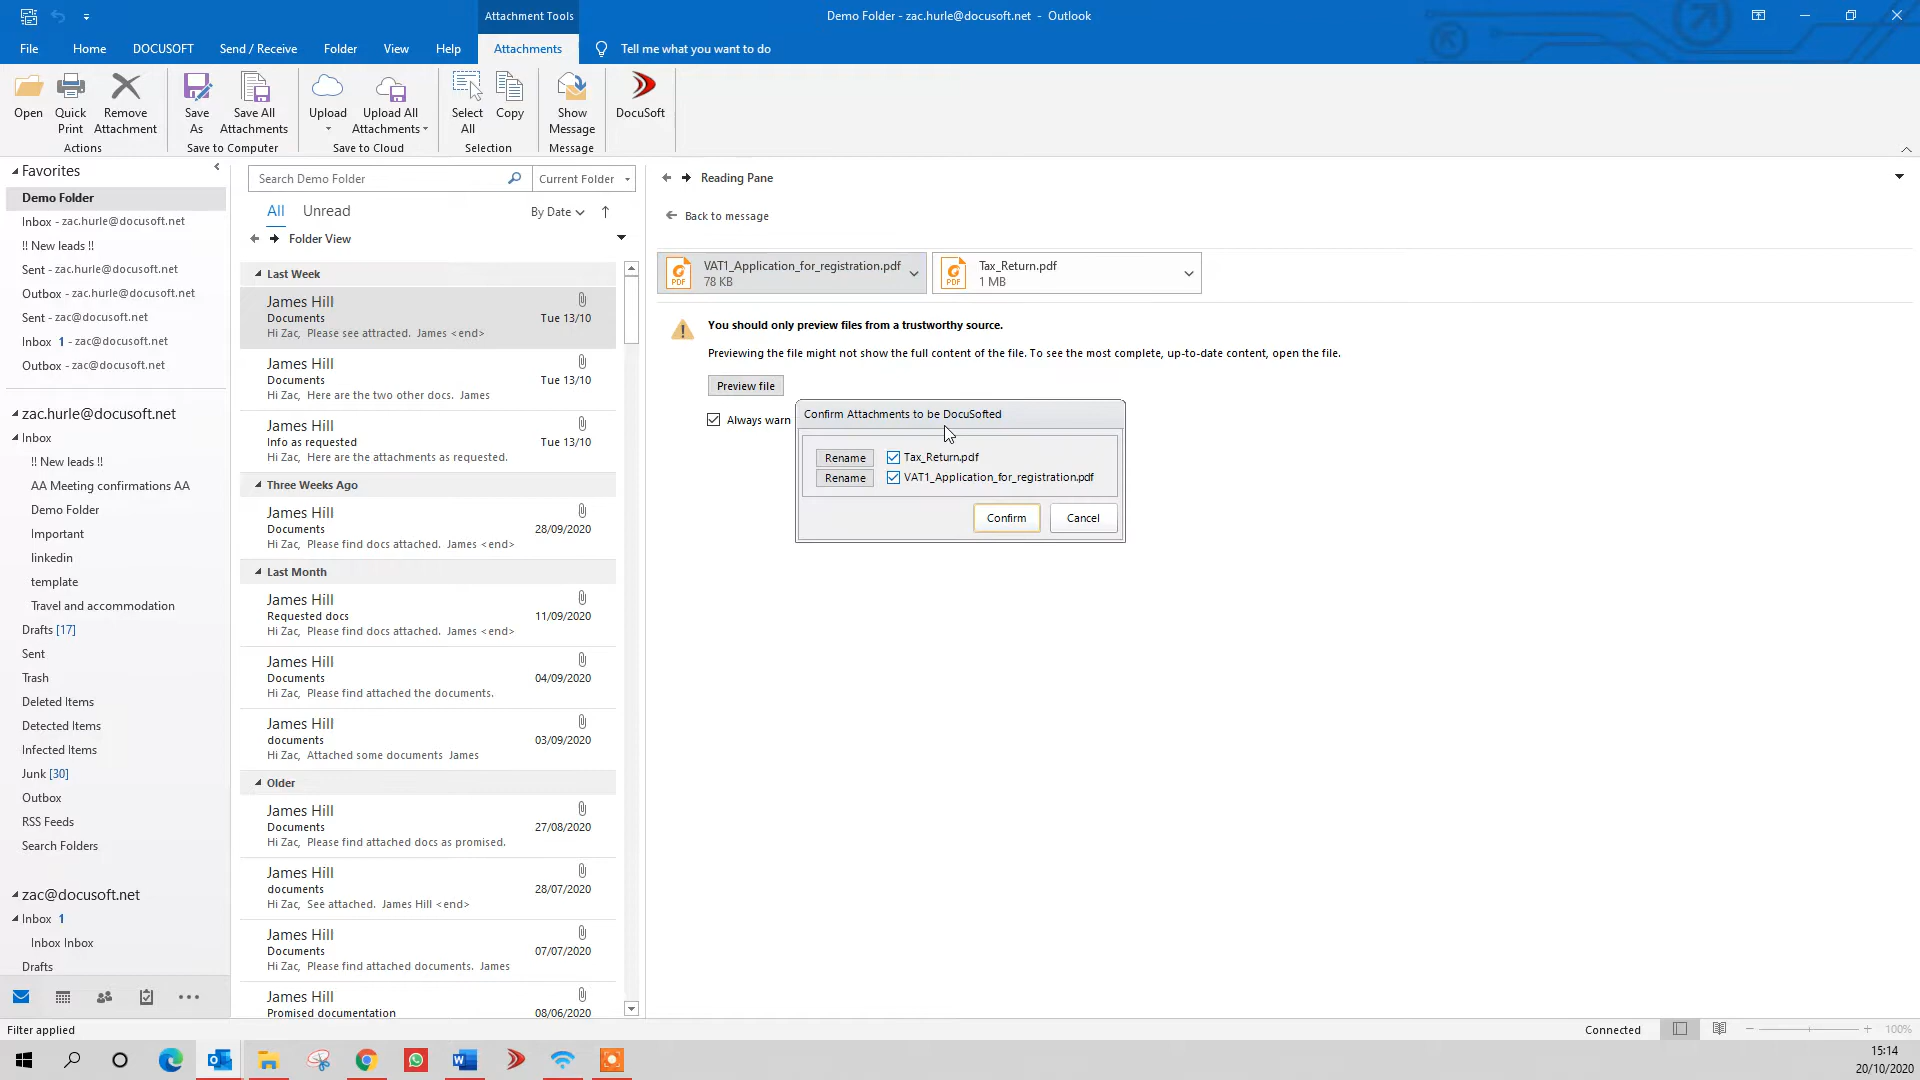 Attachment Tools
Demo Folder - zac.hurle@docusoft.net - Outlook
File Home DOCUSOFT Send / Receive Folder View Help Attachments Tell me what you want to do
Open
Quick Print
Remove Attachment
Actions
Save As
Save All Attachments
Save to Computer
Upload
Upload All Attachments
Save to Cloud
Select All
Copy
Selection
Show Message
Message
DocuSoft
Favorites
Demo Folder
Inbox - zac.hurle@docusoft.net
!! New leads !!
Sent - zac.hurle@docusoft.net
Outbox - zac.hurle@docusoft.net
Sent - zac@docusoft.net
Inbox 1 - zac@docusoft.net
Outbox - zac@docusoft.net
zac.hurle@docusoft.net
Inbox
!! New leads !!
AA Meeting confirmations AA
Demo Folder
Important
linkedin
template
Travel and accommodation
Drafts [17]
Sent
Trash
Deleted Items
Detected Items
Infected Items
Junk [30]
Outbox
RSS Feeds
Search Folders
zac@docusoft.net
Inbox 1
Inbox Inbox
Drafts
Search Demo Folder
Current Folder
All Unread
By Date
Folder View
Last Week
James Hill
Documents Tue 13/10
Hi Zac, Please see attracted. James <end>
James Hill
Documents Tue 13/10
Hi Zac, Here are the two other docs. James
James Hill
Info as requested Tue 13/10
Hi Zac, Here are the attachments as requested.
Three Weeks Ago
James Hill
Documents 28/09/2020
Hi Zac, Please find docs attached. James <end>
Last Month
James Hill
Requested docs 11/09/2020
Hi Zac, Please find docs attached. James <end>
James Hill
Documents 04/09/2020
Hi Zac, Please find attached the documents.
James Hill
documents 03/09/2020
Hi Zac, Attached some documents James
Older
James Hill
Documents 27/08/2020
Hi Zac, Please find attached docs as promised.
James Hill
documents 28/07/2020
Hi Zac, See attached. James Hill <end>
James Hill
Documents 07/07/2020
Hi Zac, Please find attached documents. James
James Hill
Promised documentation 08/06/2020
Reading Pane
Back to message
PDF
VAT1_Application_for_registration.pdf
78 KB
PDF
Tax_Return.pdf
1 MB
You should only preview files from a trustworthy source.
Previewing the file might not show the full content of the file. To see the most complete, up-to-date content, open the file.
Preview file
Always warn
Confirm Attachments to be DocuSofted
Rename Tax_Return.pdf
Rename VAT1_Application_for_registration.pdf
Confirm Cancel
Filter applied
Connected
100%
15:14
20/10/2020